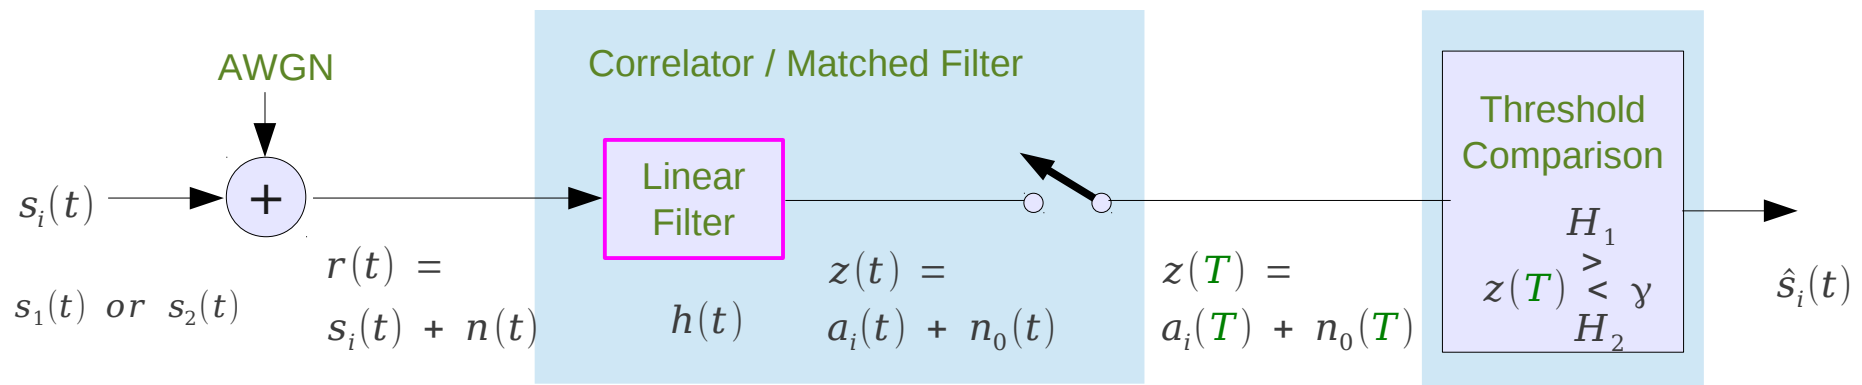 AWGN
Correlator / Matched Filter
Threshold
Comparison
Linear
Filter
+
s_i(t)
s_1(t) or s_2(t)
r(t) =
s_i(t) + n(t)
h(t)
z(t) =
a_i(t) + n_0(t)
z(T) =
a_i(T) + n_0(T)
H_1
>
z(T) < γ
H_2
ŝ_i(t)